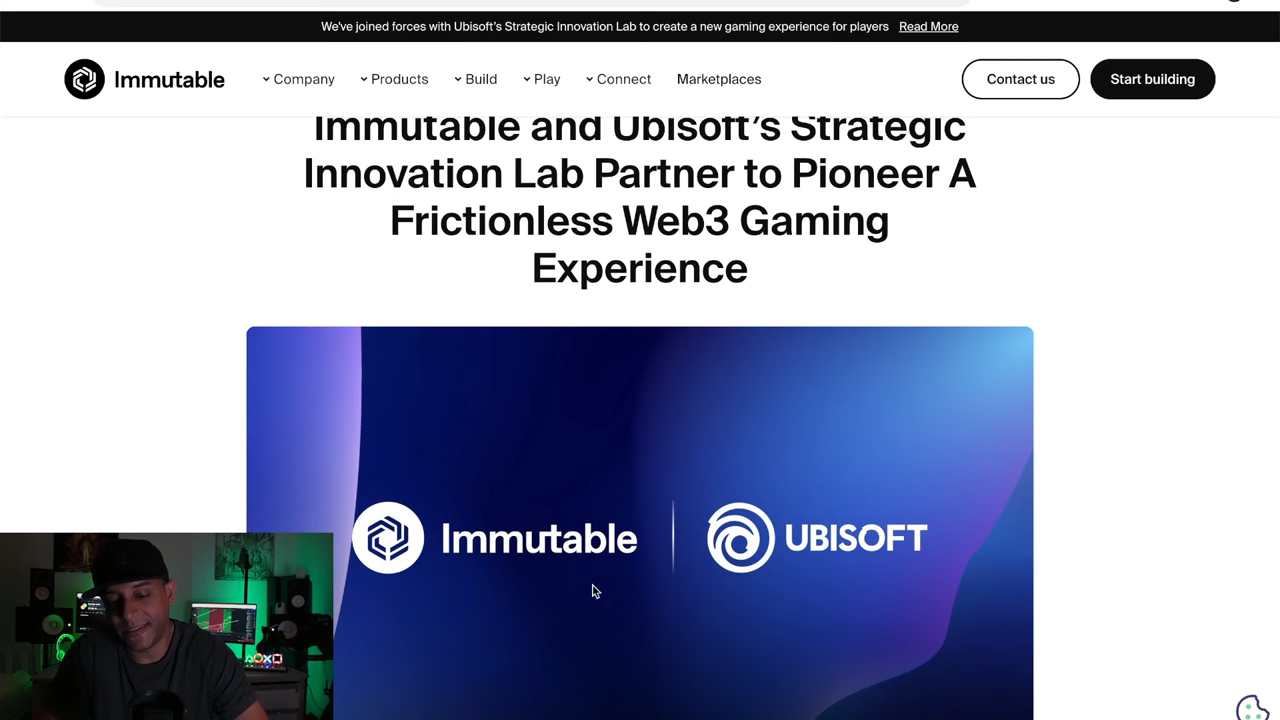 We've joined forces with Ubisoft's Strategic Innovation Lab to create a new gaming experience for players Read More
Immutable Company Products Build Play Connect Marketplaces Contact us Start building
Immutable and Ubisoft's Strategic
Innovation Lab Partner to Pioneer A
Frictionless Web3 Gaming
Experience
Immutable UBISOFT